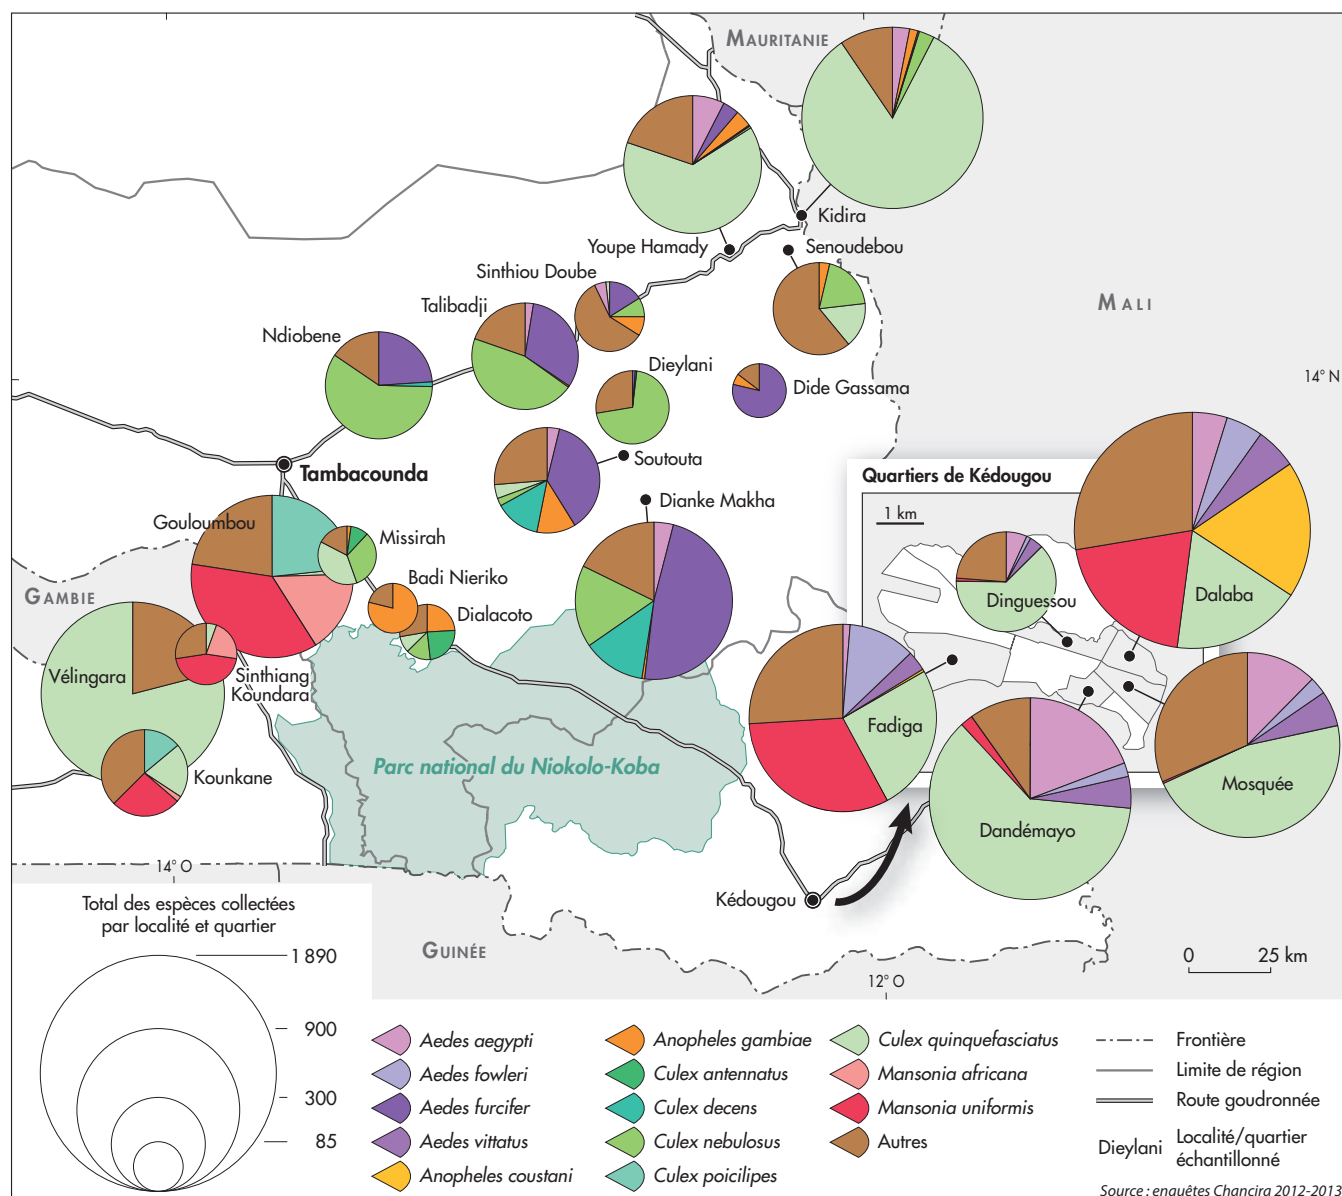 MAURITANIE
Kidira
Youpe Hamady
Senoudebou
Sinthiou Doube
Talibadji
MALI
Ndiobene
Dieylani
14° N
Dide Gassama
Soutouta
Tambacounda
Quartiers de Kédougou
Dianke Makha
1 km
Gouloumbou
Missirah
Badi Nieriko
GAMBIE
Dialacoto
Dinguessou
Dalaba
Vélingara
Sinthiang
Koundara
Fadiga
Kounkane
Parc national du Niokolo-Koba
Mosquée
Dandémayo
14° O
Kédougou
GUINÉE
0 25 km
12° O
Total des espèces collectées
par localité et quartier
1 890
900
300
85
Aedes aegypti
Aedes fowleri
Aedes furcifer
Aedes vittatus
Anopheles coustani
Anopheles gambiae
Culex antennatus
Culex decens
Culex nebulosus
Culex poicilipes
Culex quinquefasciatus
Mansonia africana
Mansonia uniformis
Autres
Frontière
Limite de région
Route goudronnée
Dieylani Localité/quartier
échantillonné
Source : enquêtes Chancira 2012-2013